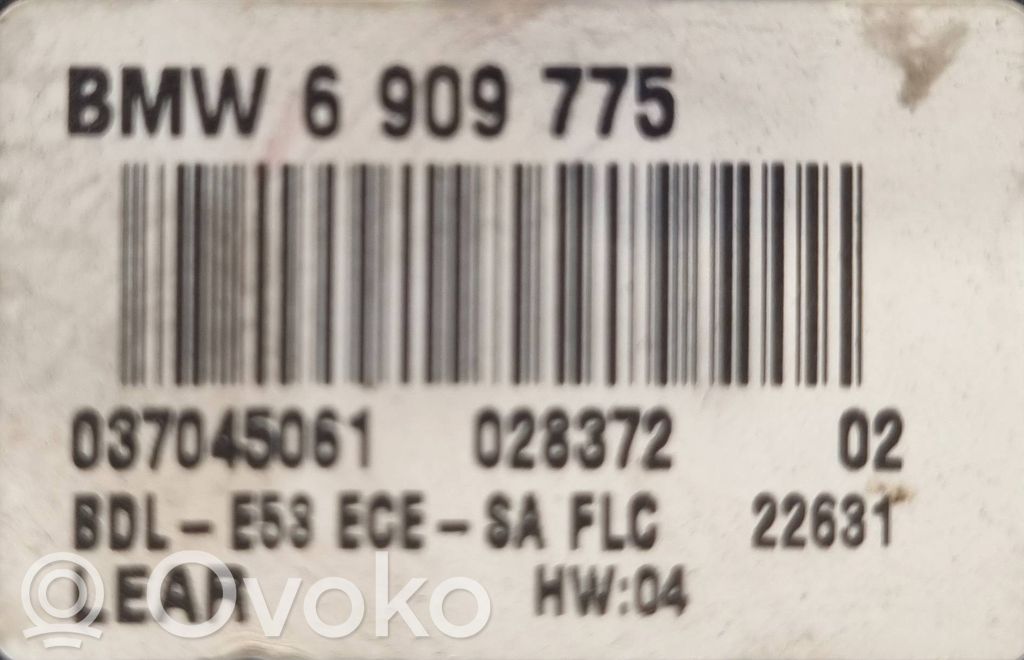 BMW 6 909 775
037045061 028372 02
BDL-E53 ECE-SA FLC 22631
LEAR HW:04
Ovoko